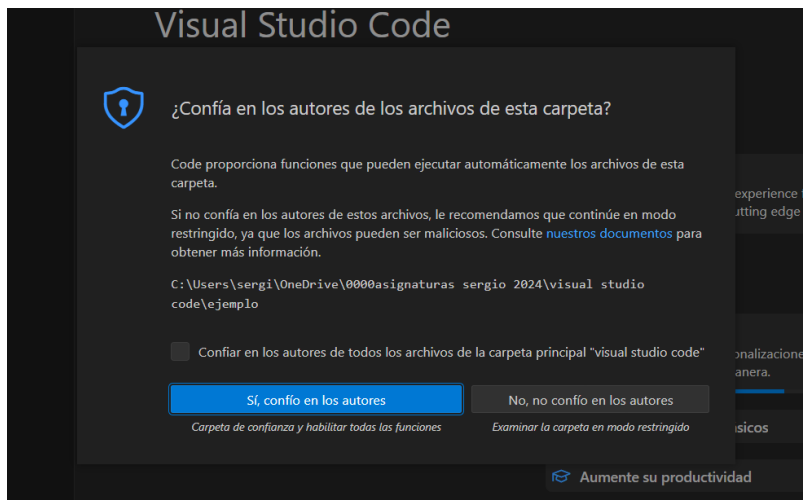 Visual Studio Code
¿Confía en los autores de los archivos de esta carpeta?
Code proporciona funciones que pueden ejecutar automáticamente los archivos de esta
carpeta.
experience
utting edge
Si no confía en los autores de estos archivos, le recomendamos que continúe en modo
restringido, ya que los archivos pueden ser maliciosos. Consulte nuestros documentos para
obtener más información.
C:\Users\sergi\OneDrive\0000asignaturas sergio 2024\visual studio
code\ejemplo
Confiar en los autores de todos los archivos de la carpeta principal "visual studio code"
onalizacione
anera.
Sí, confío en los autores
No, no confío en los autores
Carpeta de confianza y habilitar todas las funciones
Examinar la carpeta en modo restringido
sicos
Aumente su productividad